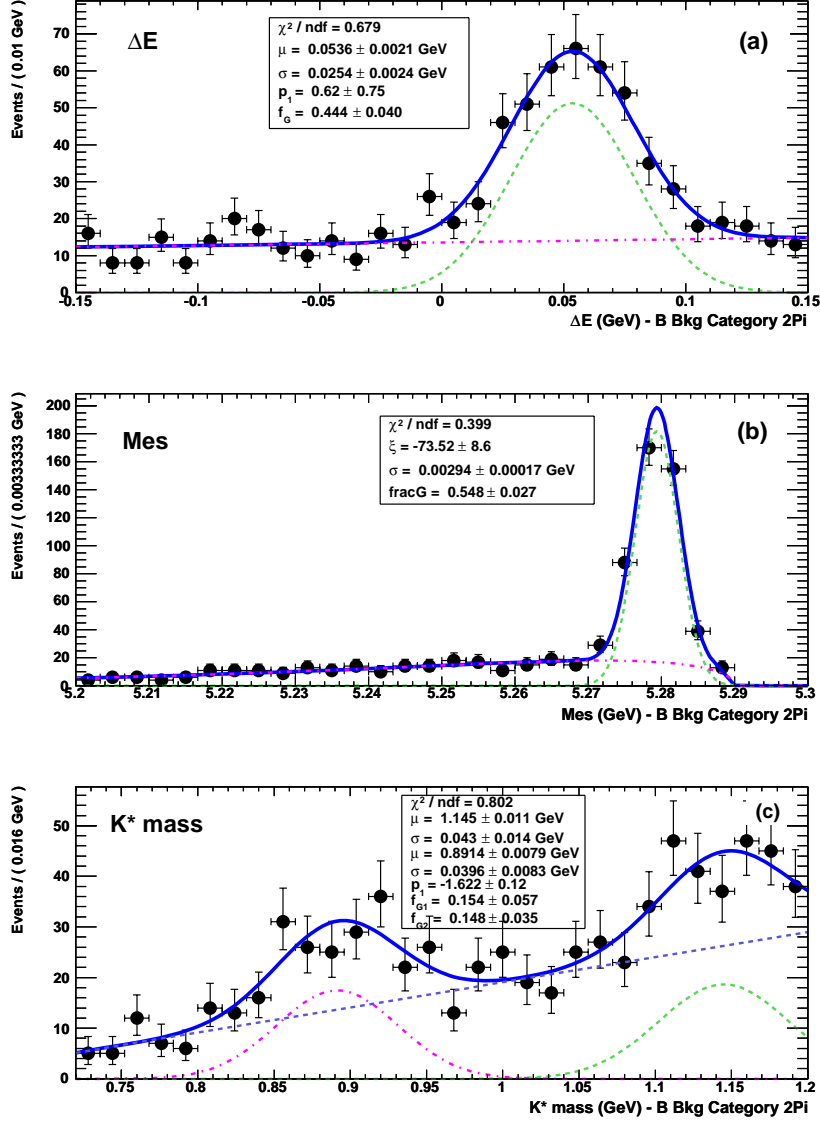 Events / ( 0.01 GeV )
ΔE
(a)
χ² / ndf = 0.679
μ = 0.0536 ± 0.0021 GeV
σ = 0.0254 ± 0.0024 GeV
p₁ = 0.62 ± 0.75
f_G = 0.444 ± 0.040
70
60
50
40
30
20
10
0
-0.15 -0.1 -0.05 0 0.05 0.1 0.15
ΔE (GeV) - B Bkg Category 2Pi
Events / ( 0.00333333 GeV )
Mes
(b)
χ² / ndf = 0.399
ξ = -73.52 ± 8.6
σ = 0.00294 ± 0.00017 GeV
fracG = 0.548 ± 0.027
200
180
160
140
120
100
80
60
40
20
0
5.2 5.21 5.22 5.23 5.24 5.25 5.26 5.27 5.28 5.29 5.3
Mes (GeV) - B Bkg Category 2Pi
Events / ( 0.016 GeV )
K* mass
(c)
χ² / ndf = 0.802
μ = 1.145 ± 0.011 GeV
σ = 0.043 ± 0.014 GeV
μ = 0.8914 ± 0.0079 GeV
σ = 0.0396 ± 0.0083 GeV
p₁ = -1.622 ± 0.12
f_G1 = 0.154 ± 0.057
f_G2 = 0.148 ± 0.035
50
40
30
20
10
0
0.75 0.8 0.85 0.9 0.95 1 1.05 1.1 1.15 1.2
K* mass (GeV) - B Bkg Category 2Pi